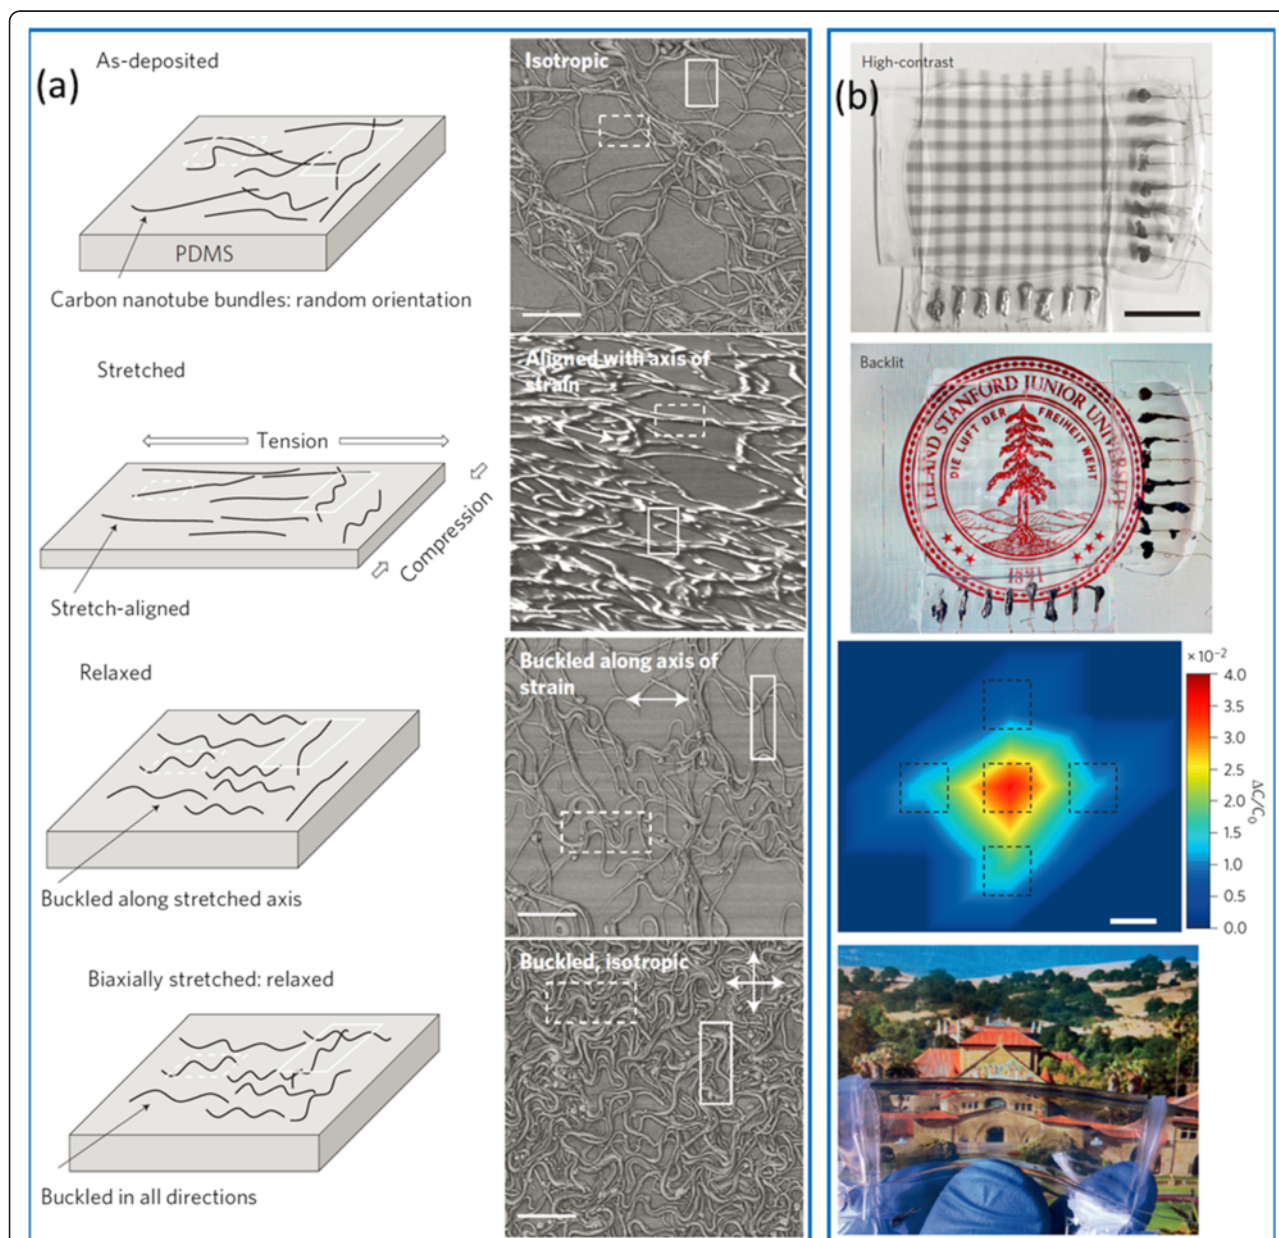 (a)
As-deposited
PDMS
Carbon nanotube bundles: random orientation
Isotropic
Stretched
Tension
Compression
Stretch-aligned
Aligned with axis of
strain
Relaxed
Buckled along stretched axis
Buckled along axis of
strain
Biaxially stretched: relaxed
Buckled in all directions
Buckled, isotropic
(b)
High-contrast
Backlit
LELAND STANFORD JUNIOR UNIVERSITY
DIE LUFT DER FREIHEIT WEHT
1891
×10⁻²
4.0
3.5
3.0
2.5
2.0
1.5
1.0
0.5
0.0
ΔC/C₀